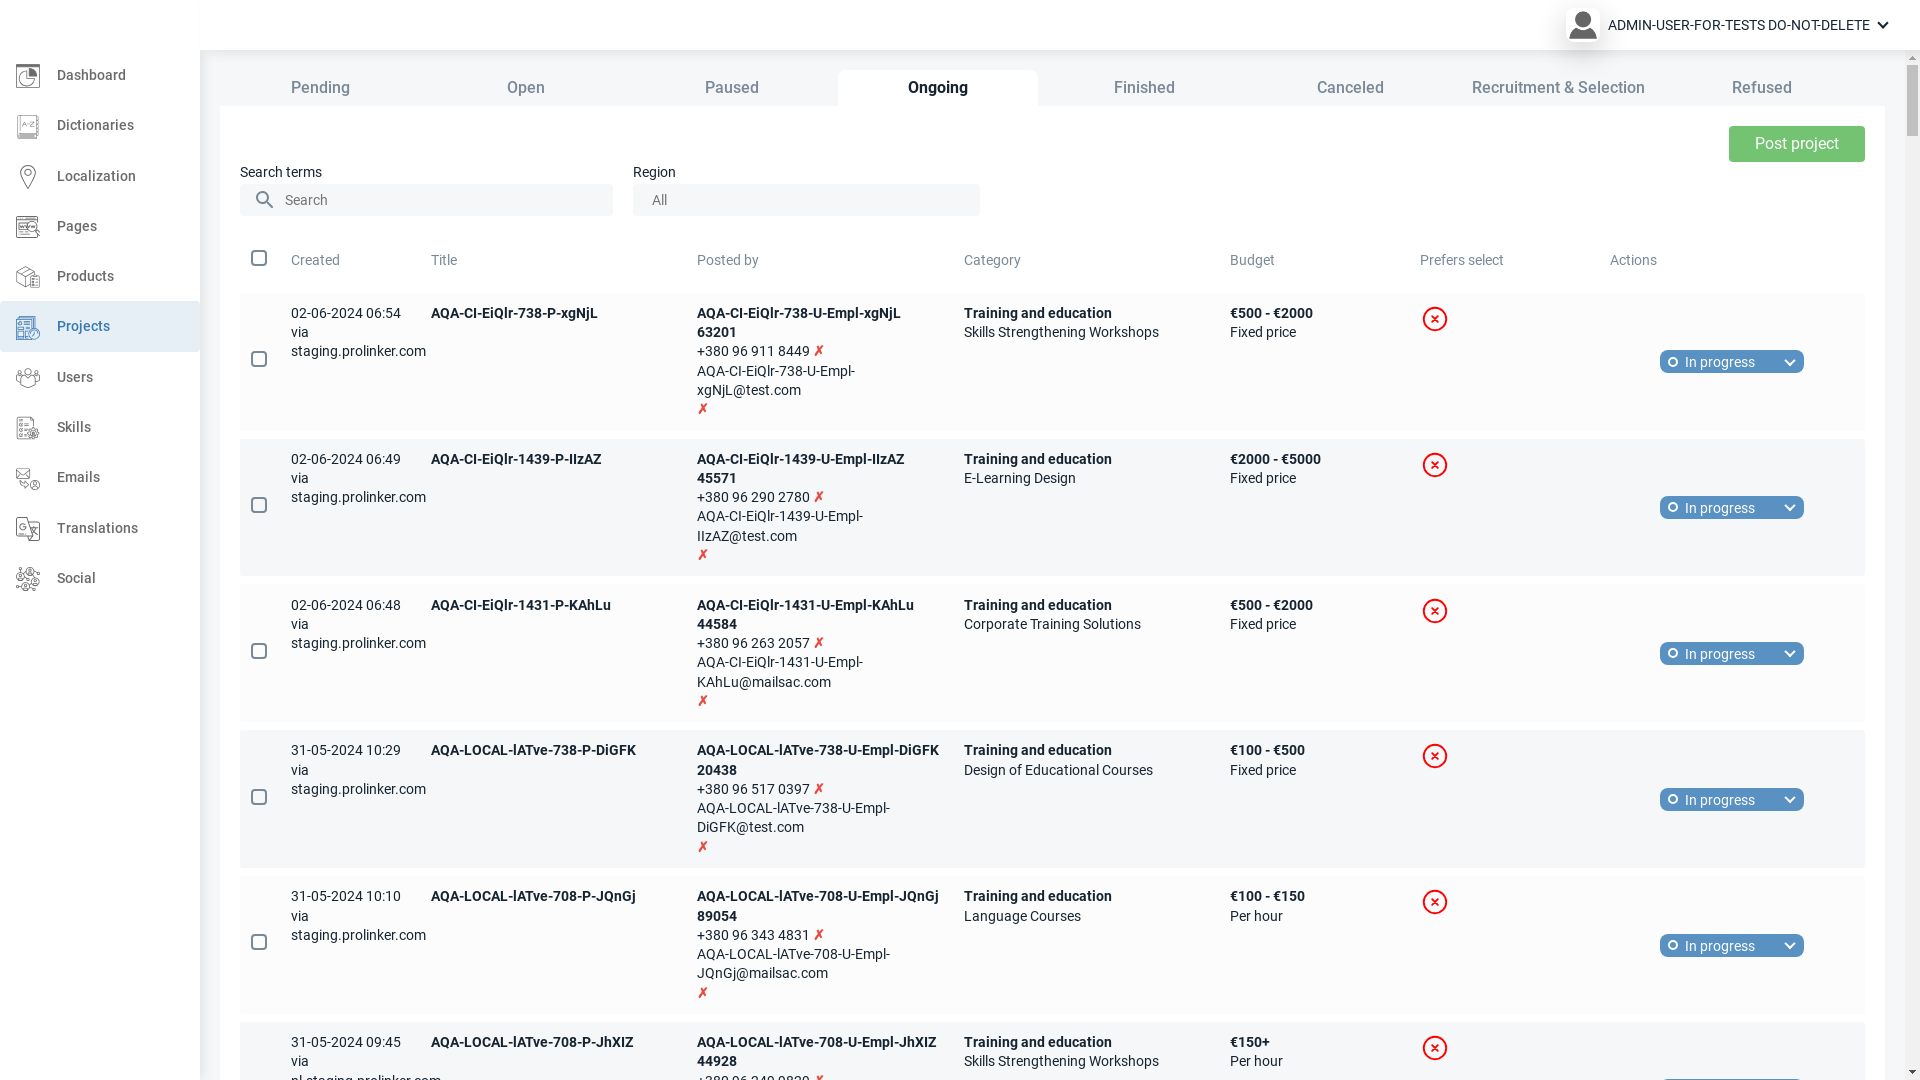 ADMIN-USER-FOR-TESTS DO-NOT-DELETE
Dashboard
Dictionaries
Localization
Pages
Products
Projects
Users
Skills
Emails
Translations
Social
Pending
Open
Paused
Ongoing
Finished
Canceled
Recruitment & Selection
Refused
Post project
Search terms
Region
Search
All
Created
Title
Posted by
Category
Budget
Prefers select
Actions
02-06-2024 06:54
via
staging.prolinker.com
AQA-CI-EiQlr-738-P-xgNjL
AQA-CI-EiQlr-738-U-Empl-xgNjL
63201
+380 96 911 8449 ✗
AQA-CI-EiQlr-738-U-Empl-
xgNjL@test.com
✗
Training and education
Skills Strengthening Workshops
€500 - €2000
Fixed price
In progress
02-06-2024 06:49
via
staging.prolinker.com
AQA-CI-EiQlr-1439-P-IIzAZ
AQA-CI-EiQlr-1439-U-Empl-IIzAZ
45571
+380 96 290 2780 ✗
AQA-CI-EiQlr-1439-U-Empl-
IIzAZ@test.com
✗
Training and education
E-Learning Design
€2000 - €5000
Fixed price
In progress
02-06-2024 06:48
via
staging.prolinker.com
AQA-CI-EiQlr-1431-P-KAhLu
AQA-CI-EiQlr-1431-U-Empl-KAhLu
44584
+380 96 263 2057 ✗
AQA-CI-EiQlr-1431-U-Empl-
KAhLu@mailsac.com
✗
Training and education
Corporate Training Solutions
€500 - €2000
Fixed price
In progress
31-05-2024 10:29
via
staging.prolinker.com
AQA-LOCAL-lATve-738-P-DiGFK
AQA-LOCAL-lATve-738-U-Empl-DiGFK
20438
+380 96 517 0397 ✗
AQA-LOCAL-lATve-738-U-Empl-
DiGFK@test.com
✗
Training and education
Design of Educational Courses
€100 - €500
Fixed price
In progress
31-05-2024 10:10
via
staging.prolinker.com
AQA-LOCAL-lATve-708-P-JQnGj
AQA-LOCAL-lATve-708-U-Empl-JQnGj
89054
+380 96 343 4831 ✗
AQA-LOCAL-lATve-708-U-Empl-
JQnGj@mailsac.com
✗
Training and education
Language Courses
€100 - €150
Per hour
In progress
31-05-2024 09:45
via
nl.staging.prolinker.com
AQA-LOCAL-lATve-708-P-JhXIZ
AQA-LOCAL-lATve-708-U-Empl-JhXIZ
44928
Training and education
Skills Strengthening Workshops
€150+
Per hour